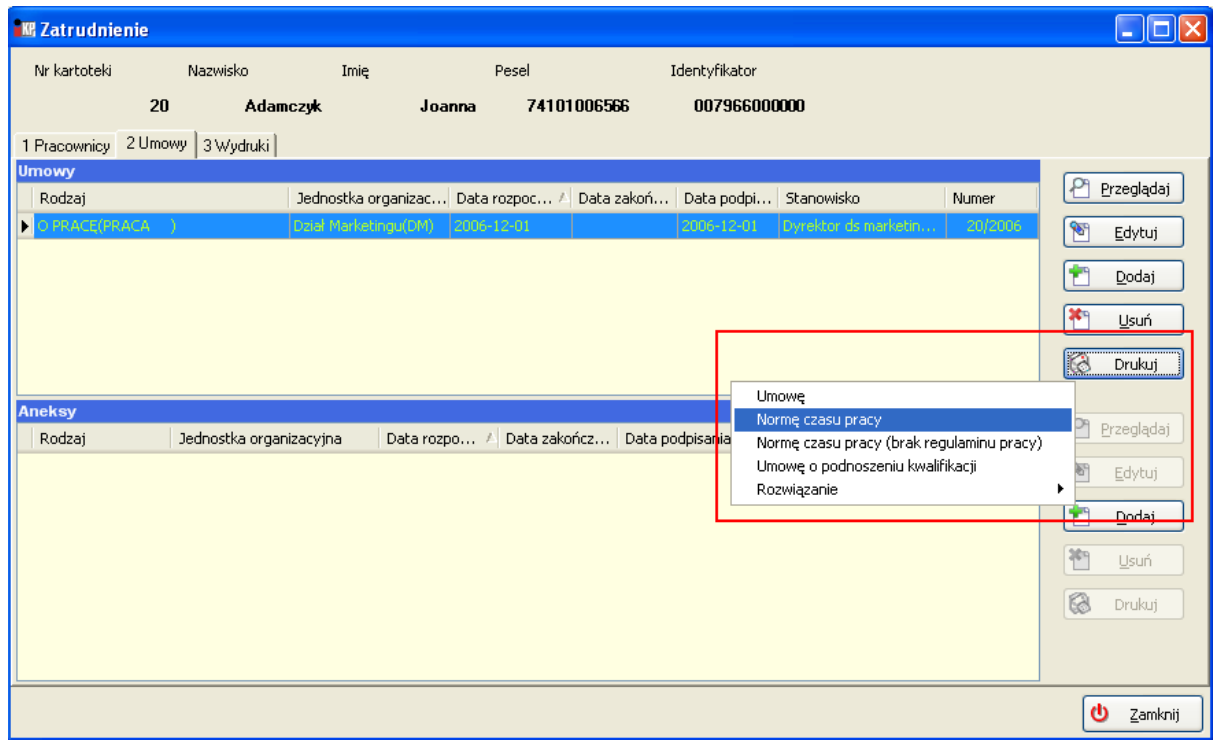 KP Zatrudnienie
Nr kartoteki Nazwisko Imię Pesel Identyfikator
20 Adamczyk Joanna 74101006566 007966000000
1 Pracownicy 2 Umowy 3 Wydruki
Umowy
Rodzaj Jednostka organizac... Data rozpoc... Data zakoń... Data podpi... Stanowisko Numer
O PRACĘ(PRACA ) Dział Marketingu(DM) 2006-12-01 2006-12-01 Dyrektor ds marketin... 20/2006
Przeglądaj
Edytuj
Dodaj
Usuń
Drukuj
Umowę
Normę czasu pracy
Normę czasu pracy (brak regulaminu pracy)
Umowę o podnoszeniu kwalifikacji
Rozwiązanie
Aneksy
Rodzaj Jednostka organizacyjna Data rozpo... Data zakończ... Data podpisania
Przeglądaj
Edytuj
Dodaj
Usuń
Drukuj
Zamknij